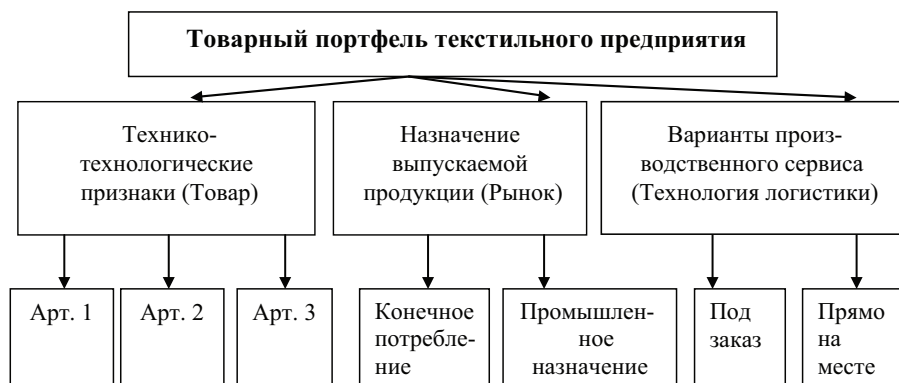 Товарный портфель текстильного предприятия
Технико-
технологические
признаки (Товар)
Назначение
выпускаемой
продукции (Рынок)
Варианты произ-
водственного сервиса
(Технология логистики)
Арт. 1
Арт. 2
Арт. 3
Конечное
потребле-
ние
Промышлен-
ное
назначение
Под
заказ
Прямо
на
месте